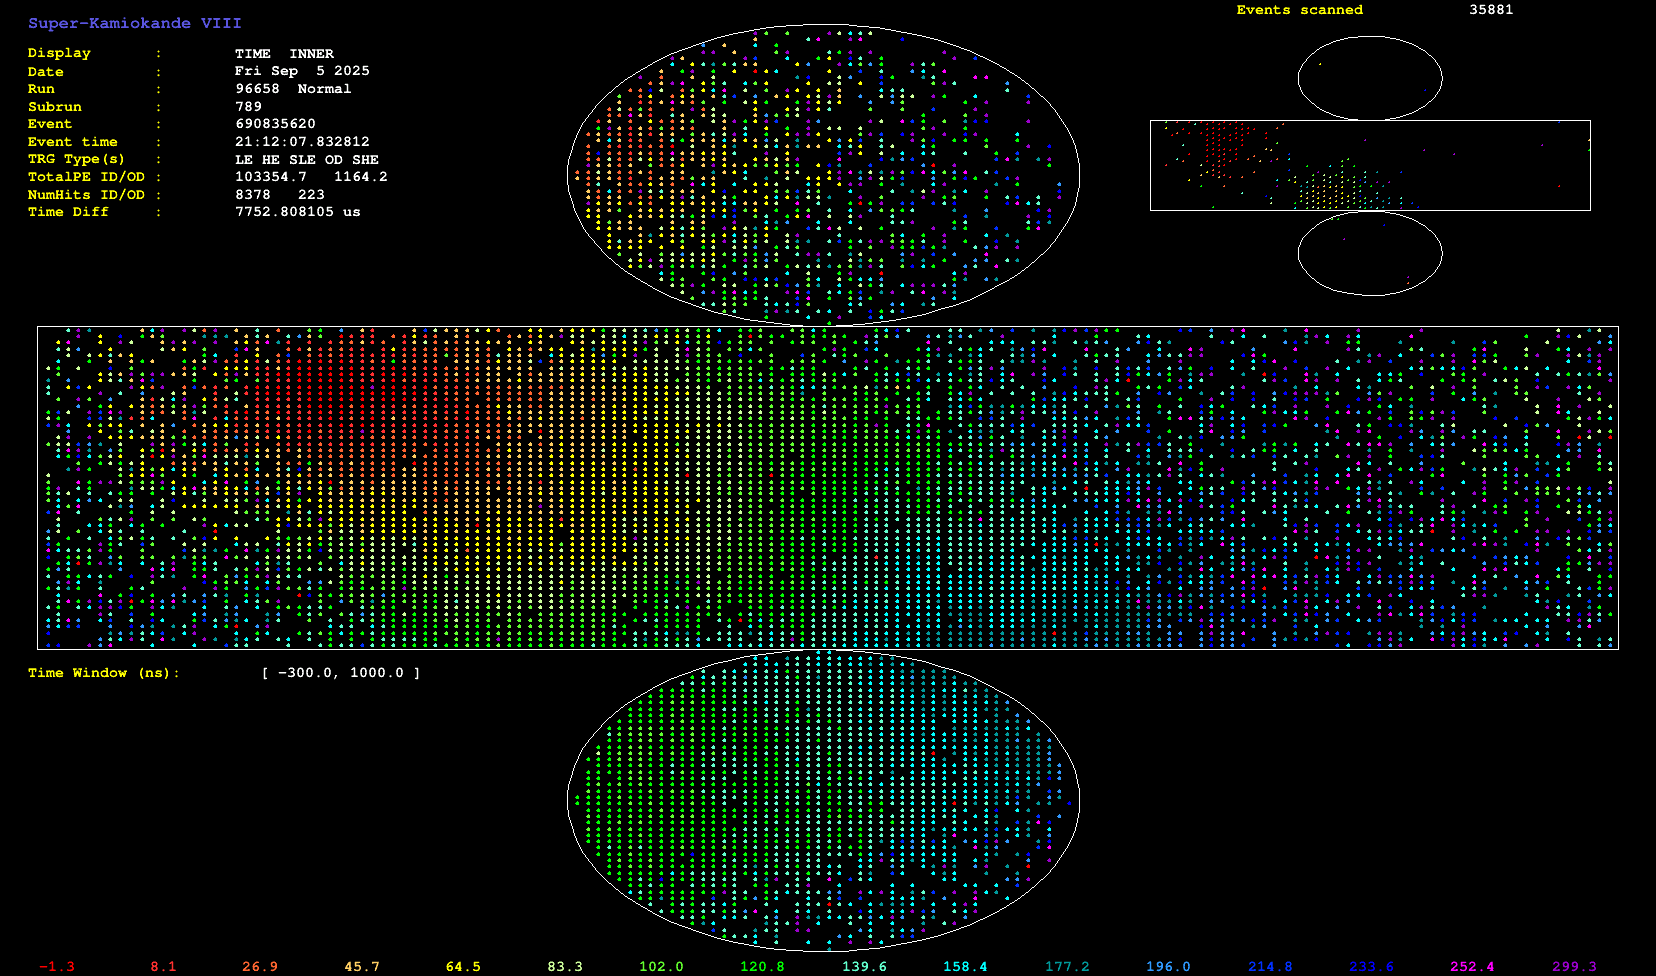 Super-Kamiokande VIII
Display : TIME INNER
Date : Fri Sep 5 2025
Run : 96658 Normal
Subrun : 789
Event : 690835620
Event time : 21:12:07.832812
TRG Type(s) : LE HE SLE OD SHE
TotalPE ID/OD : 103354.7 1164.2
NumHits ID/OD : 8378 223
Time Diff : 7752.808105 us
Events scanned 35881
Time Window (ns): [ -300.0, 1000.0 ]
-1.3 8.1 26.9 45.7 64.5 83.3 102.0 120.8 139.6 158.4 177.2 196.0 214.8 233.6 252.4 299.3